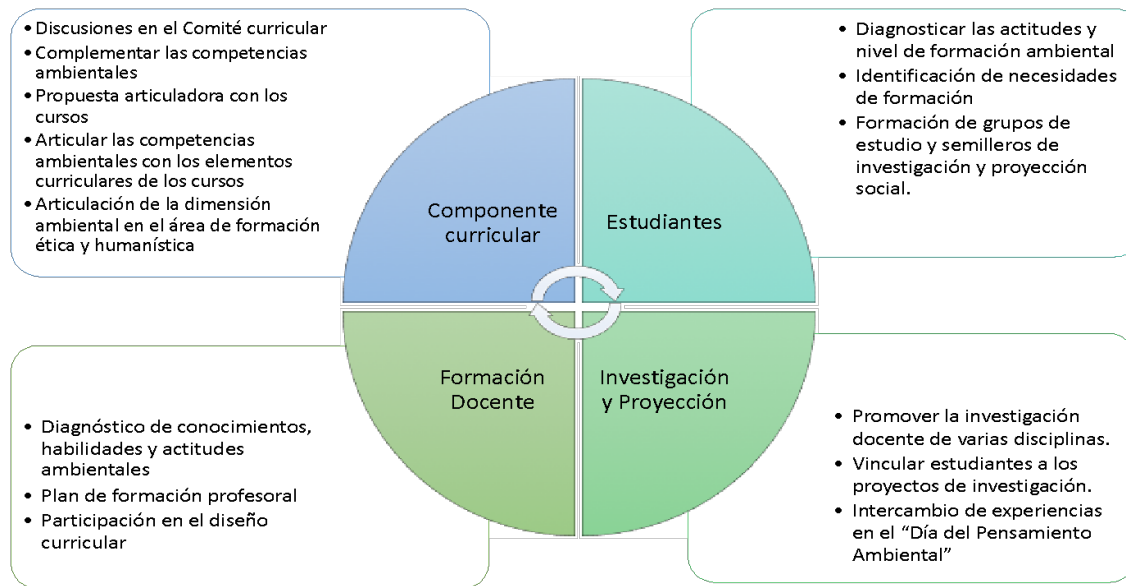 • Discusiones en el Comité curricular
• Complementar las competencias
ambientales
• Propuesta articuladora con los
cursos
• Articular las competencias
ambientales con los elementos
curriculares de los cursos
• Articulación de la dimensión
ambiental en el área de formación
ética y humanística
• Diagnosticar las actitudes y
nivel de formación ambiental
• Identificación de necesidades
de formación
• Formación de grupos de
estudio y semilleros de
investigación y proyección
social.
Componente
curricular
Estudiantes
Formación
Docente
Investigación
y Proyección
• Diagnóstico de conocimientos,
habilidades y actitudes
ambientales
• Plan de formación profesoral
• Participación en el diseño
curricular
• Promover la investigación
docente de varias disciplinas.
• Vincular estudiantes a los
proyectos de investigación.
• Intercambio de experiencias
en el “Día del Pensamiento
Ambiental”